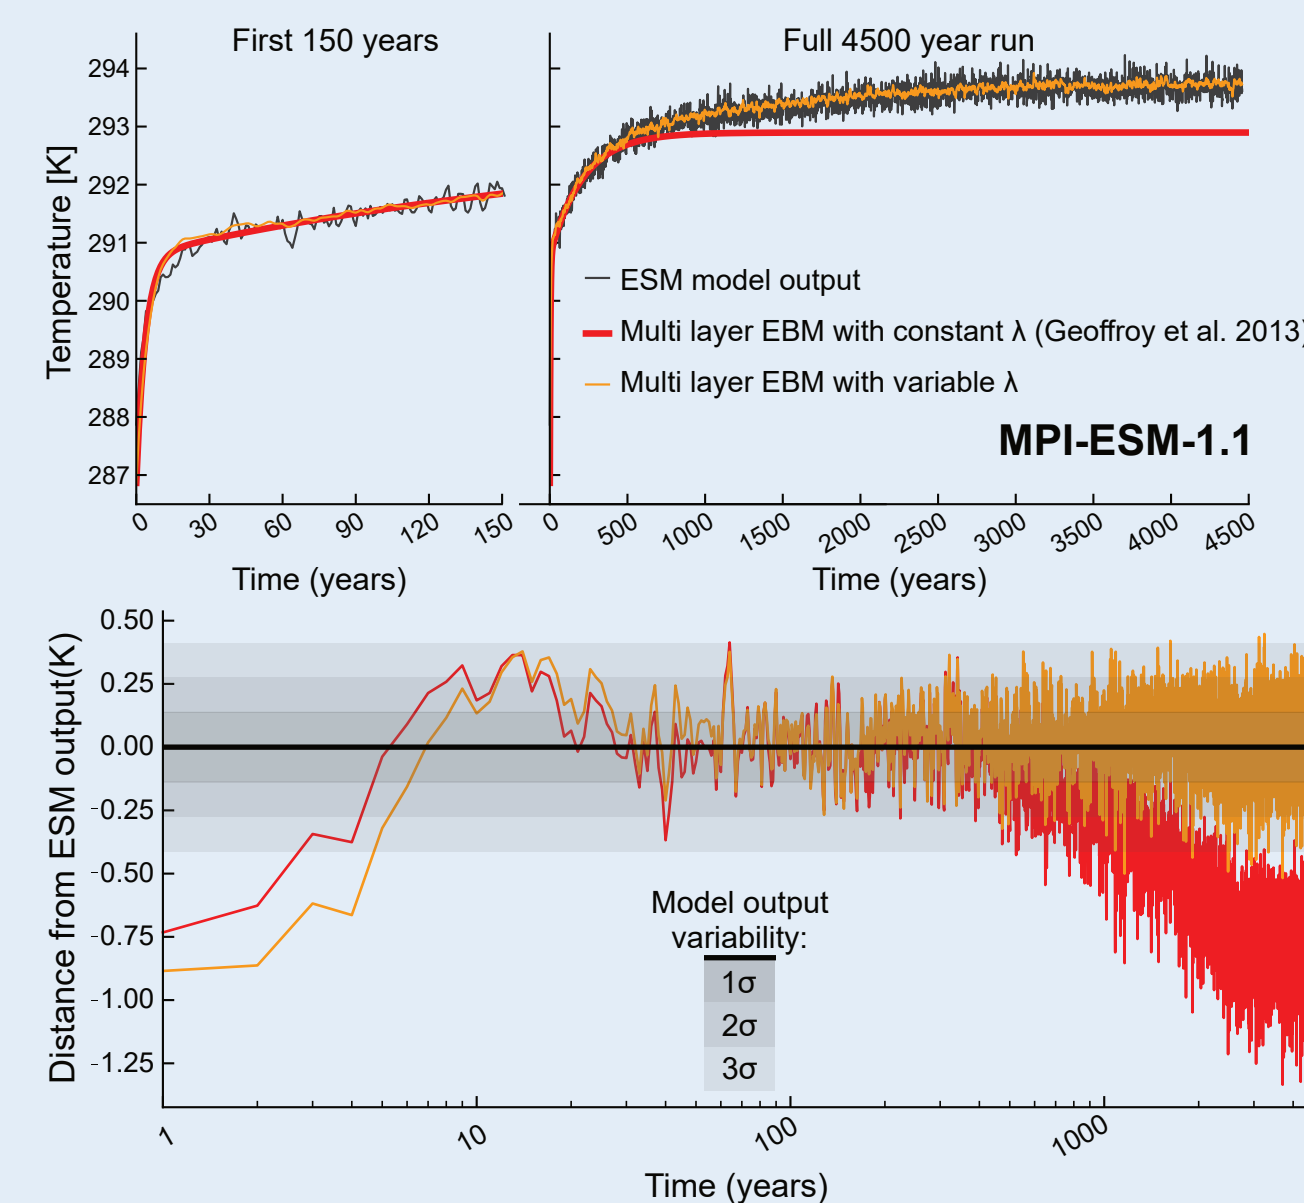 First 150 years
Full 4500 year run
Temperature [K]
294
293
292
291
290
289
288
287
ESM model output
Multi layer EBM with constant λ (Geoffroy et al. 2013)
Multi layer EBM with variable λ
MPI-ESM-1.1
0 30 60 90 120 150
0 500 1000 1500 2000 2500 3000 3500 4000 4500
Time (years)
Time (years)
Distance from ESM output(K)
0.50
0.25
0.00
-0.25
-0.50
-0.75
-1.00
-1.25
Model output
variability:
1σ
2σ
3σ
1 10 100 1000
Time (years)